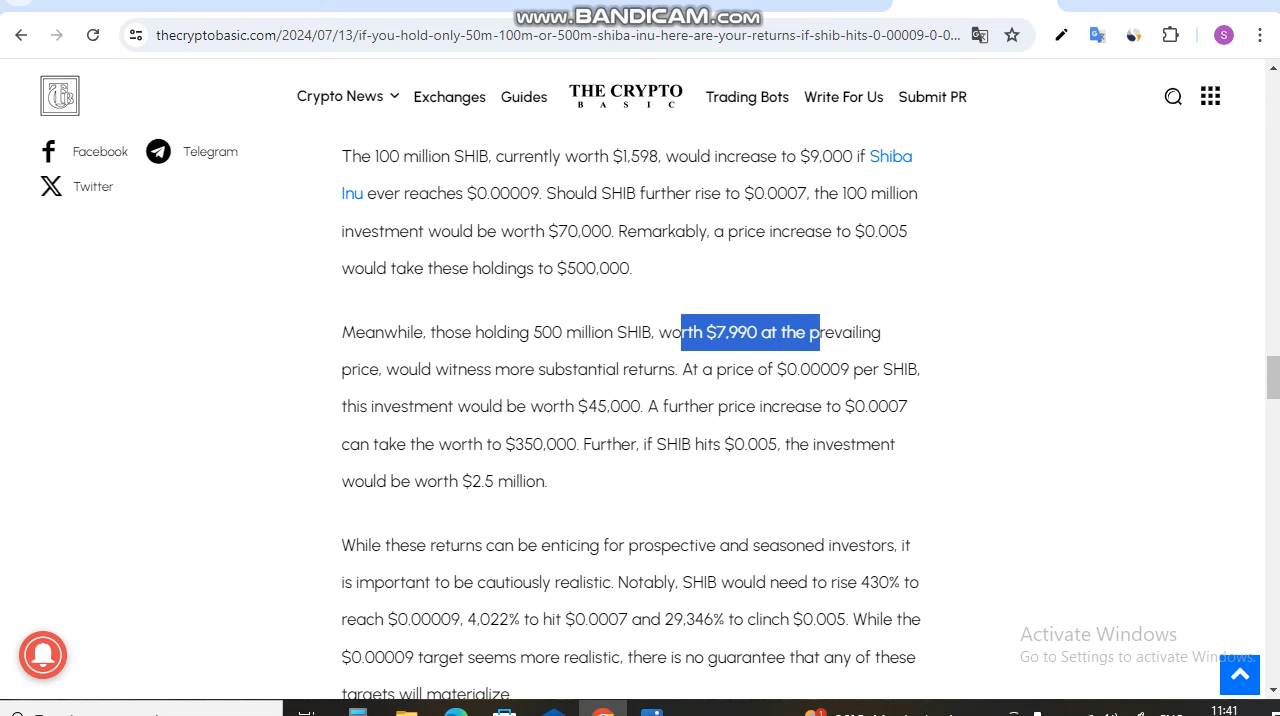 www.BANDICAM.com
thecryptobasic.com/2024/07/13/if-you-hold-only-50m-100m-or-500m-shiba-inu-here-are-your-returns-if-shib-hits-0-00009-0-0...
S
Crypto News
Exchanges
Guides
THE CRYPTO
BASIC
Trading Bots
Write For Us
Submit PR
Facebook
Telegram
Twitter
The 100 million SHIB, currently worth $1,598, would increase to $9,000 if Shiba
Inu ever reaches $0.00009. Should SHIB further rise to $0.0007, the 100 million
investment would be worth $70,000. Remarkably, a price increase to $0.005
would take these holdings to $500,000.
Meanwhile, those holding 500 million SHIB, worth $7,990 at the prevailing
price, would witness more substantial returns. At a price of $0.00009 per SHIB,
this investment would be worth $45,000. A further price increase to $0.0007
can take the worth to $350,000. Further, if SHIB hits $0.005, the investment
would be worth $2.5 million.
While these returns can be enticing for prospective and seasoned investors, it
is important to be cautiously realistic. Notably, SHIB would need to rise 430% to
reach $0.00009, 4,022% to hit $0.0007 and 29,346% to clinch $0.005. While the
$0.00009 target seems more realistic, there is no guarantee that any of these
targets will materialize
Activate Windows
Go to Settings to activate Windows.
11:41